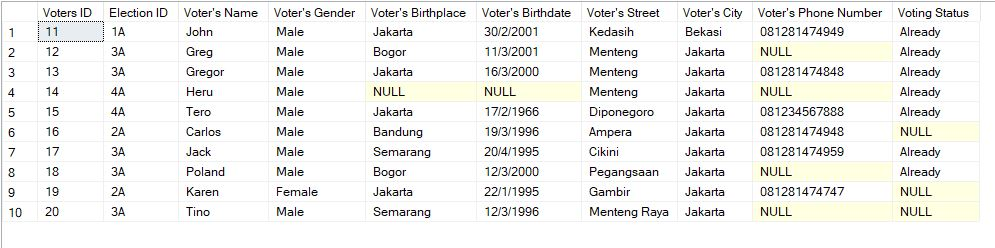 Voters ID Election ID Voter's Name Voter's Gender Voter's Birthplace Voter's Birthdate Voter's Street Voter's City Voter's Phone Number Voting Status
1 11 1A John Male Jakarta 30/2/2001 Kedasih Bekasi 081281474949 Already
2 12 3A Greg Male Bogor 11/3/2001 Menteng Jakarta NULL Already
3 13 3A Gregor Male Jakarta 16/3/2000 Menteng Jakarta 081281474848 Already
4 14 4A Heru Male NULL NULL Menteng Jakarta NULL Already
5 15 4A Tero Male Jakarta 17/2/1966 Diponegoro Jakarta 081234567888 Already
6 16 2A Carlos Male Bandung 19/3/1996 Ampera Jakarta 081281474948 NULL
7 17 3A Jack Male Semarang 20/4/1995 Cikini Jakarta 081281474959 Already
8 18 3A Poland Male Bogor 12/3/2000 Pegangsaan Jakarta NULL Already
9 19 2A Karen Female Jakarta 22/1/1995 Gambir Jakarta 081281474747 NULL
10 20 3A Tino Male Semarang 12/3/1996 Menteng Raya Jakarta NULL NULL